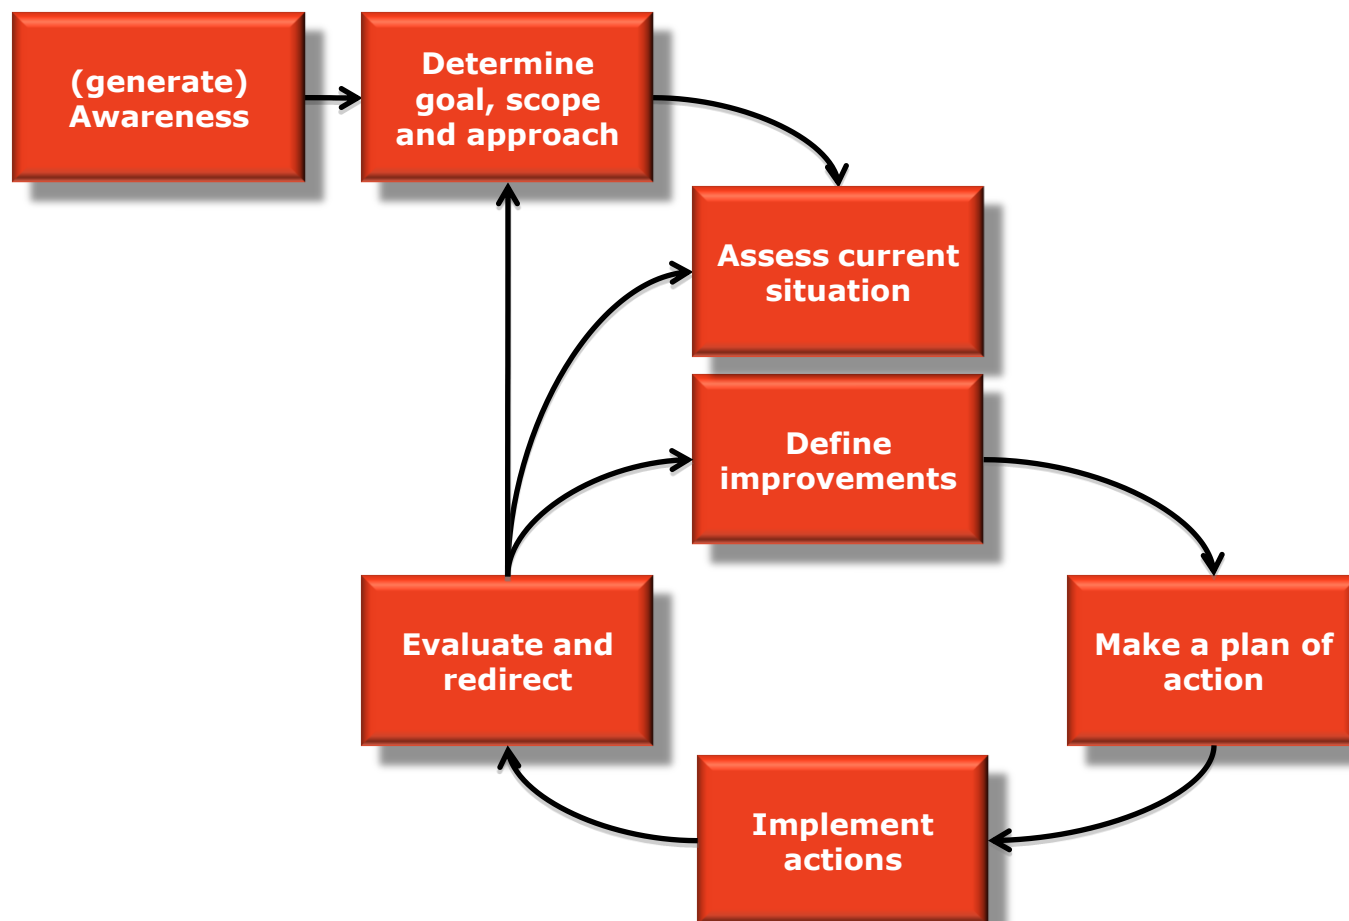 (generate)
Awareness
Determine
goal, scope
and approach
Assess current
situation
Define
improvements
Evaluate and
redirect
Make a plan of
action
Implement
actions